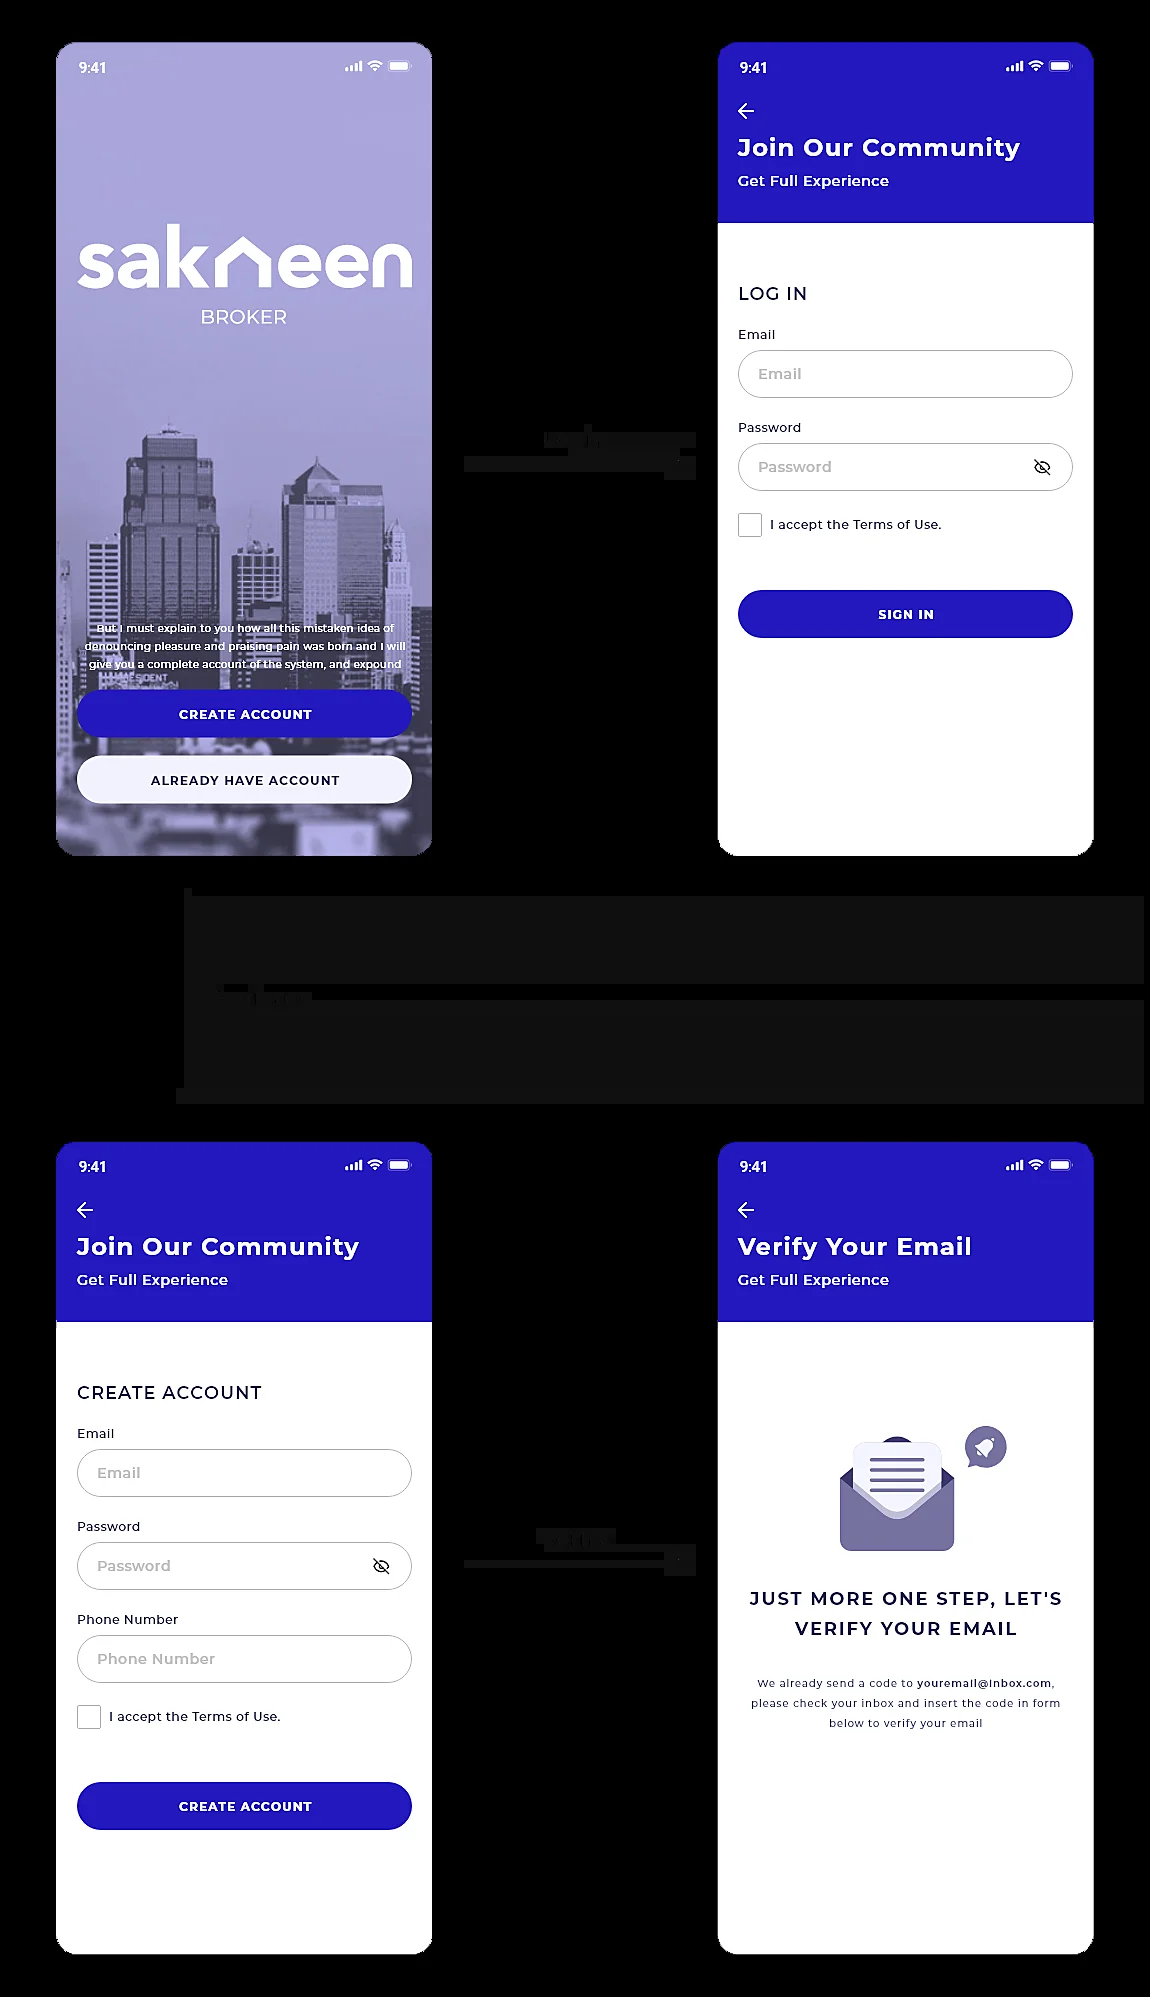 9:41
sakneen
BROKER
But I must explain to you how all this mistaken idea of
denouncing pleasure and praising pain was born and I will
give you a complete account of the system, and expound
CREATE ACCOUNT
ALREADY HAVE ACCOUNT
9:41
Join Our Community
Get Full Experience
LOG IN
Email
Email
Password
Password
I accept the Terms of Use.
SIGN IN
9:41
Join Our Community
Get Full Experience
CREATE ACCOUNT
Email
Email
Password
Password
Phone Number
Phone Number
I accept the Terms of Use.
CREATE ACCOUNT
9:41
Verify Your Email
Get Full Experience
JUST MORE ONE STEP, LET'S
VERIFY YOUR EMAIL
We already send a code to youremail@inbox.com,
please check your inbox and insert the code in form
below to verify your email